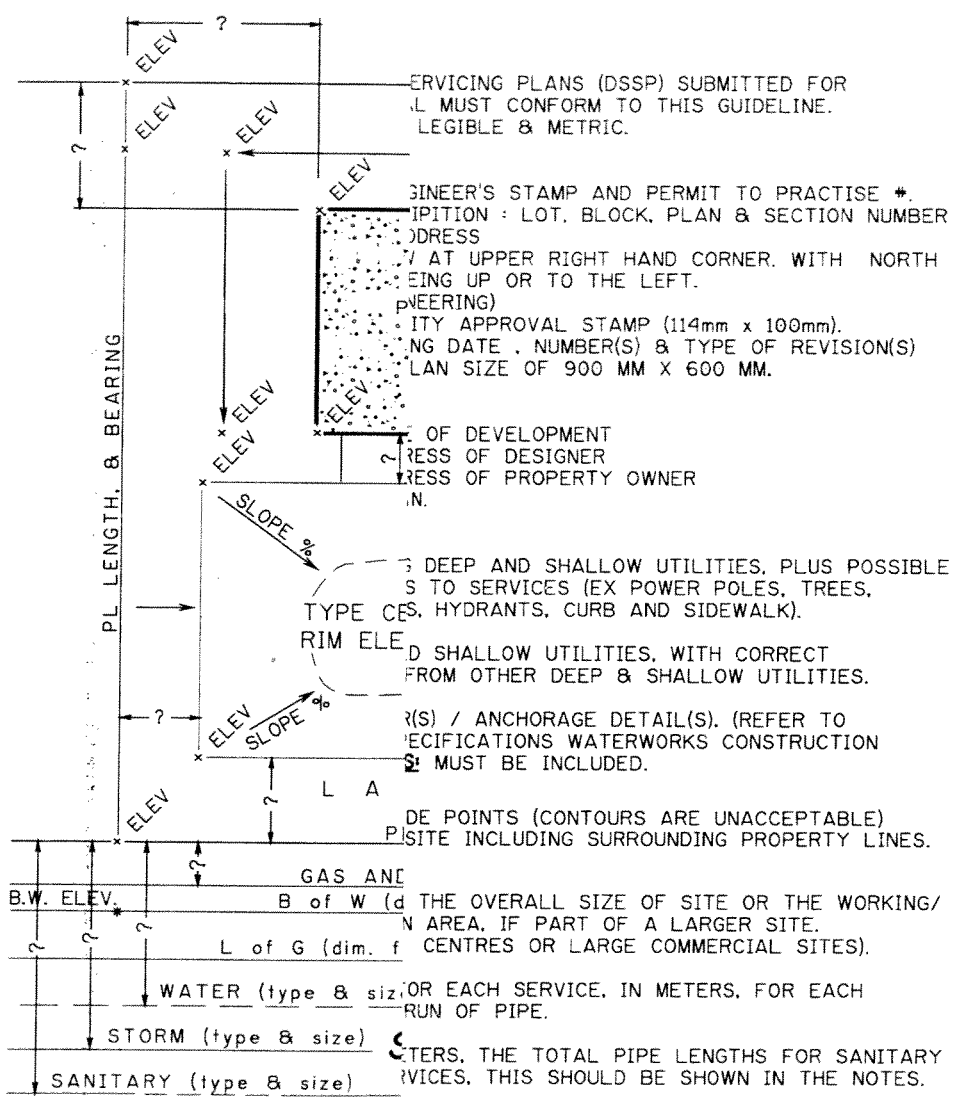 ?
ELEV
ERVICING PLANS (DSSP) SUBMITTED FOR
L MUST CONFORM TO THIS GUIDELINE.
ELEV
ELEV
LEGIBLE & METRIC.
?
ELEV
GINEER'S STAMP AND PERMIT TO PRACTISE #.
IPITION : LOT, BLOCK, PLAN & SECTION NUMBER
DDRESS
AT UPPER RIGHT HAND CORNER. WITH NORTH
EING UP OR TO THE LEFT.
NEERING)
ITY APPROVAL STAMP (114mm x 100mm).
NG DATE , NUMBER(S) & TYPE OF REVISION(S)
LAN SIZE OF 900 MM X 600 MM.
PL LENGTH, & BEARING
ELEV
ELEV
OF DEVELOPMENT
ELEV
?
RESS OF DESIGNER
RESS OF PROPERTY OWNER
N.
SLOPE %
DEEP AND SHALLOW UTILITIES, PLUS POSSIBLE
S TO SERVICES (EX POWER POLES, TREES,
TYPE CE
S, HYDRANTS, CURB AND SIDEWALK).
RIM ELE
D SHALLOW UTILITIES, WITH CORRECT
FROM OTHER DEEP & SHALLOW UTILITIES.
?
ELEV
SLOPE %
R(S) / ANCHORAGE DETAIL(S). (REFER TO
ECIFICATIONS WATERWORKS CONSTRUCTION
MUST BE INCLUDED.
?
L A
ELEV
DE POINTS (CONTOURS ARE UNACCEPTABLE)
SITE INCLUDING SURROUNDING PROPERTY LINES.
?
GAS AND
B.W. ELEV.
B of W (d
THE OVERALL SIZE OF SITE OR THE WORKING/
N AREA, IF PART OF A LARGER SITE.
? ? ?
L of G (dim. f
CENTRES OR LARGE COMMERCIAL SITES).
WATER (type & siz
OR EACH SERVICE, IN METERS, FOR EACH
RUN OF PIPE.
STORM (type & size)
TERS, THE TOTAL PIPE LENGTHS FOR SANITARY
SANITARY (type & size)
RVICES, THIS SHOULD BE SHOWN IN THE NOTES.